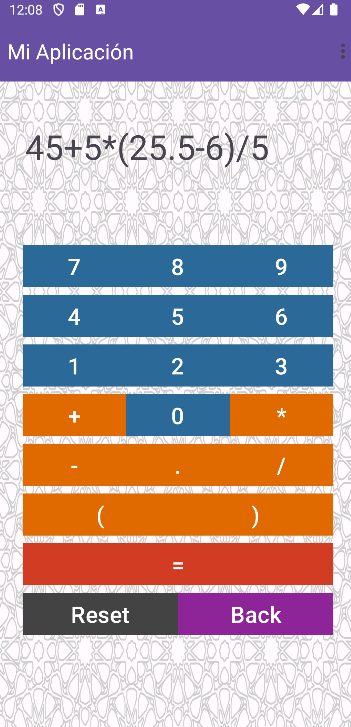 12:08 A
Mi Aplicación
45+5*(25.5-6)/5
7 8 9
4 5 6
1 2 3
+ 0 *
- . /
( )
=
Reset Back